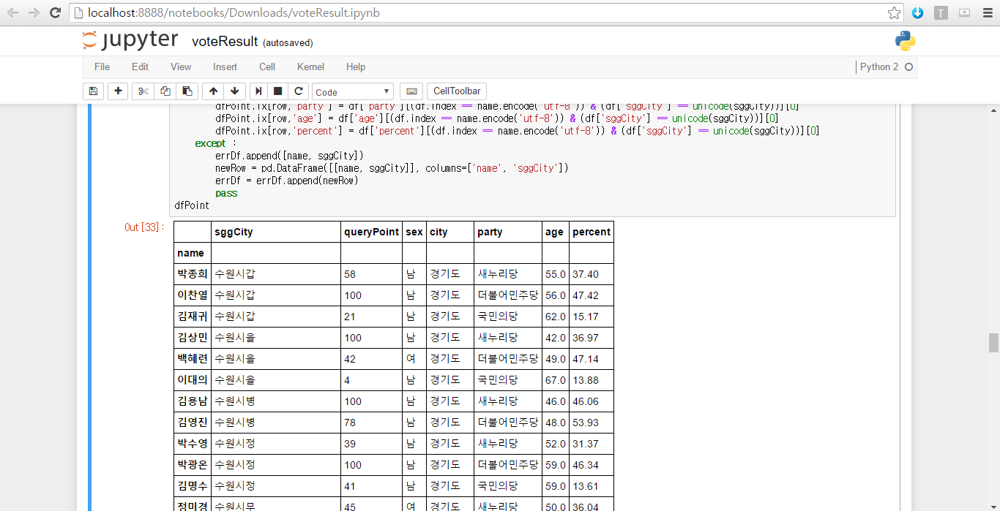 localhost:8888/notebooks/Downloads/voteResult.ipynb
jupyter voteResult (autosaved)
File Edit View Insert Cell Kernel Help Python 2
Code CellToolbar
dfPoint.ix[row,'party'] = df['party'][(df.index == name.encode('utf-8')) & (df['sggCity'] == unicode(sggCity))][0]
dfPoint.ix[row,'age'] = df['age'][(df.index == name.encode('utf-8')) & (df['sggCity'] == unicode(sggCity))][0]
dfPoint.ix[row,'percent'] = df['percent'][(df.index == name.encode('utf-8')) & (df['sggCity'] == unicode(sggCity))][0]
except :
errDf.append([name, sggCity])
newRow = pd.DataFrame([[name, sggCity]], columns=['name', 'sggCity'])
errDf = errDf.append(newRow)
pass
dfPoint
Out [33] :
sggCity queryPoint sex city party age percent
name
박종희 수원시갑 58 남 경기도 새누리당 55.0 37.40
이찬열 수원시갑 100 남 경기도 더불어민주당 56.0 47.42
김재귀 수원시갑 21 남 경기도 국민의당 62.0 15.17
김상민 수원시을 100 남 경기도 새누리당 42.0 36.97
백혜련 수원시을 42 여 경기도 더불어민주당 49.0 47.14
이대의 수원시을 4 남 경기도 국민의당 67.0 13.88
김용남 수원시병 100 남 경기도 새누리당 46.0 46.06
김영진 수원시병 78 남 경기도 더불어민주당 48.0 53.93
박수영 수원시정 39 남 경기도 새누리당 52.0 31.37
박광온 수원시정 100 남 경기도 더불어민주당 59.0 46.34
김명수 수원시정 41 남 경기도 국민의당 59.0 13.61
정미경 수원시무 45 여 경기도 새누리당 50.0 36.04